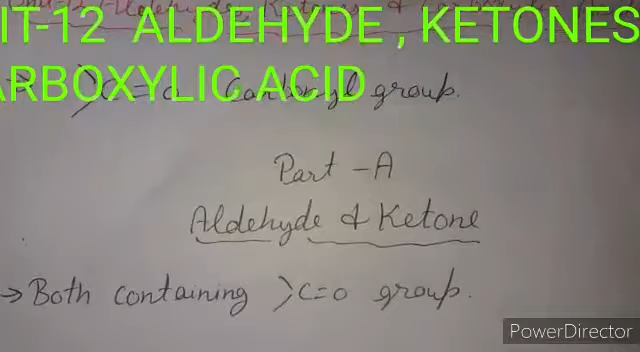 IT-12 ALDEHYDE , KETONES
ARBOXYLIC ACID
>C=O Carbonyl group.
Part - A
Aldehyde & Ketone
→ Both containing >C=O group.
PowerDirector